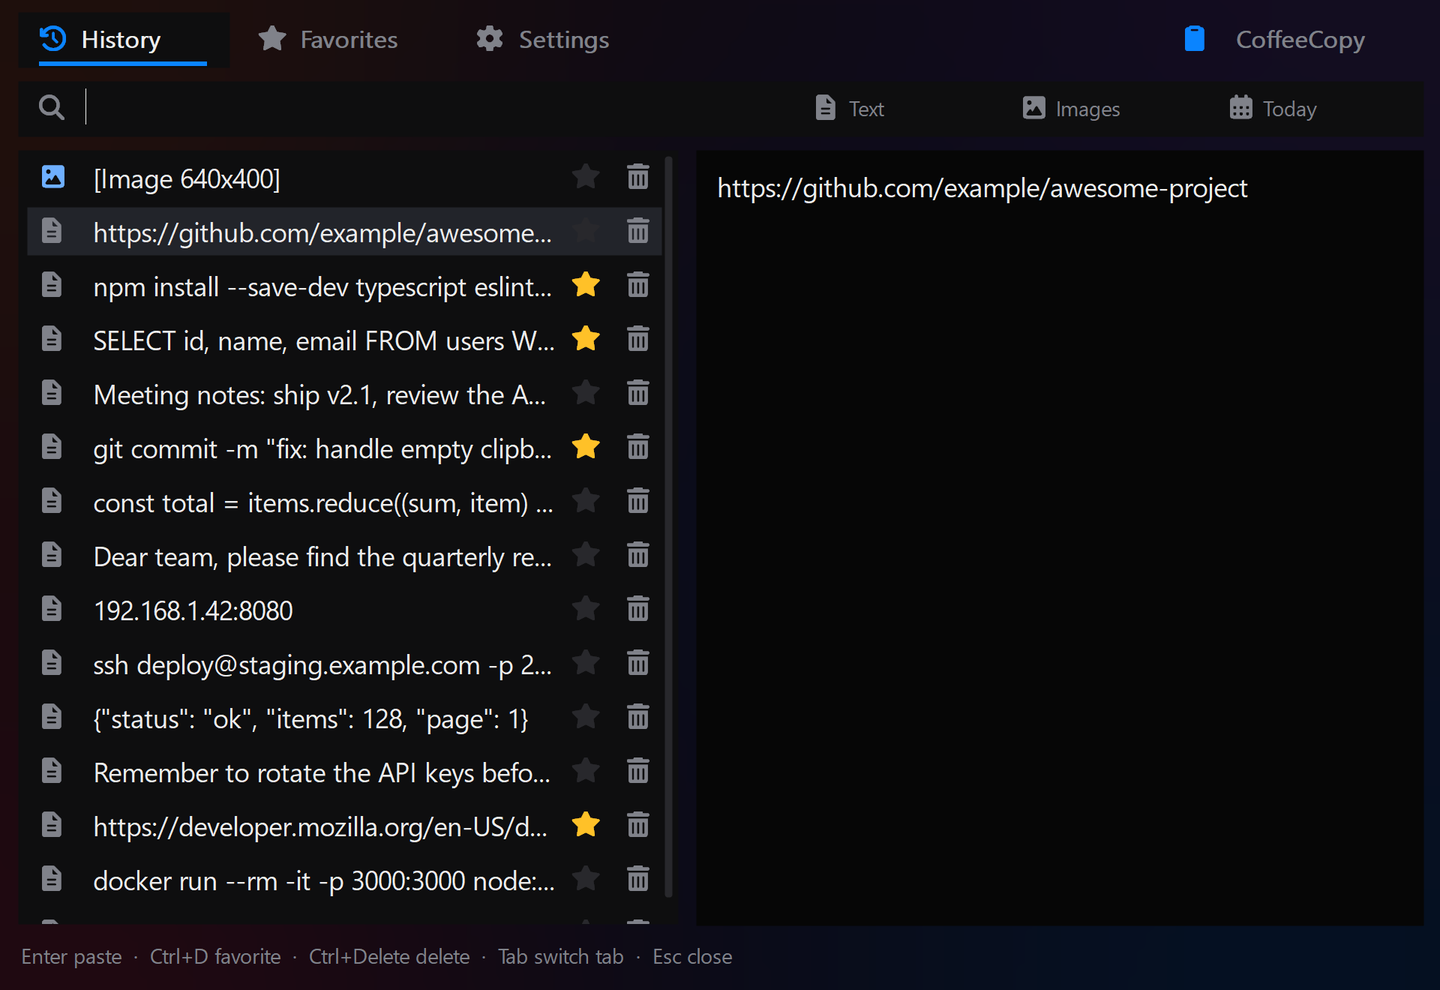 History
Favorites
Settings
CoffeeCopy
Text
Images
Today
[Image 640x400]
https://github.com/example/awesome...
npm install --save-dev typescript eslint...
SELECT id, name, email FROM users W...
Meeting notes: ship v2.1, review the A...
git commit -m "fix: handle empty clipb...
const total = items.reduce((sum, item) ...
Dear team, please find the quarterly re...
192.168.1.42:8080
ssh deploy@staging.example.com -p 2...
{"status": "ok", "items": 128, "page": 1}
Remember to rotate the API keys befo...
https://developer.mozilla.org/en-US/d...
docker run --rm -it -p 3000:3000 node:...
https://github.com/example/awesome-project
Enter paste · Ctrl+D favorite · Ctrl+Delete delete · Tab switch tab · Esc close